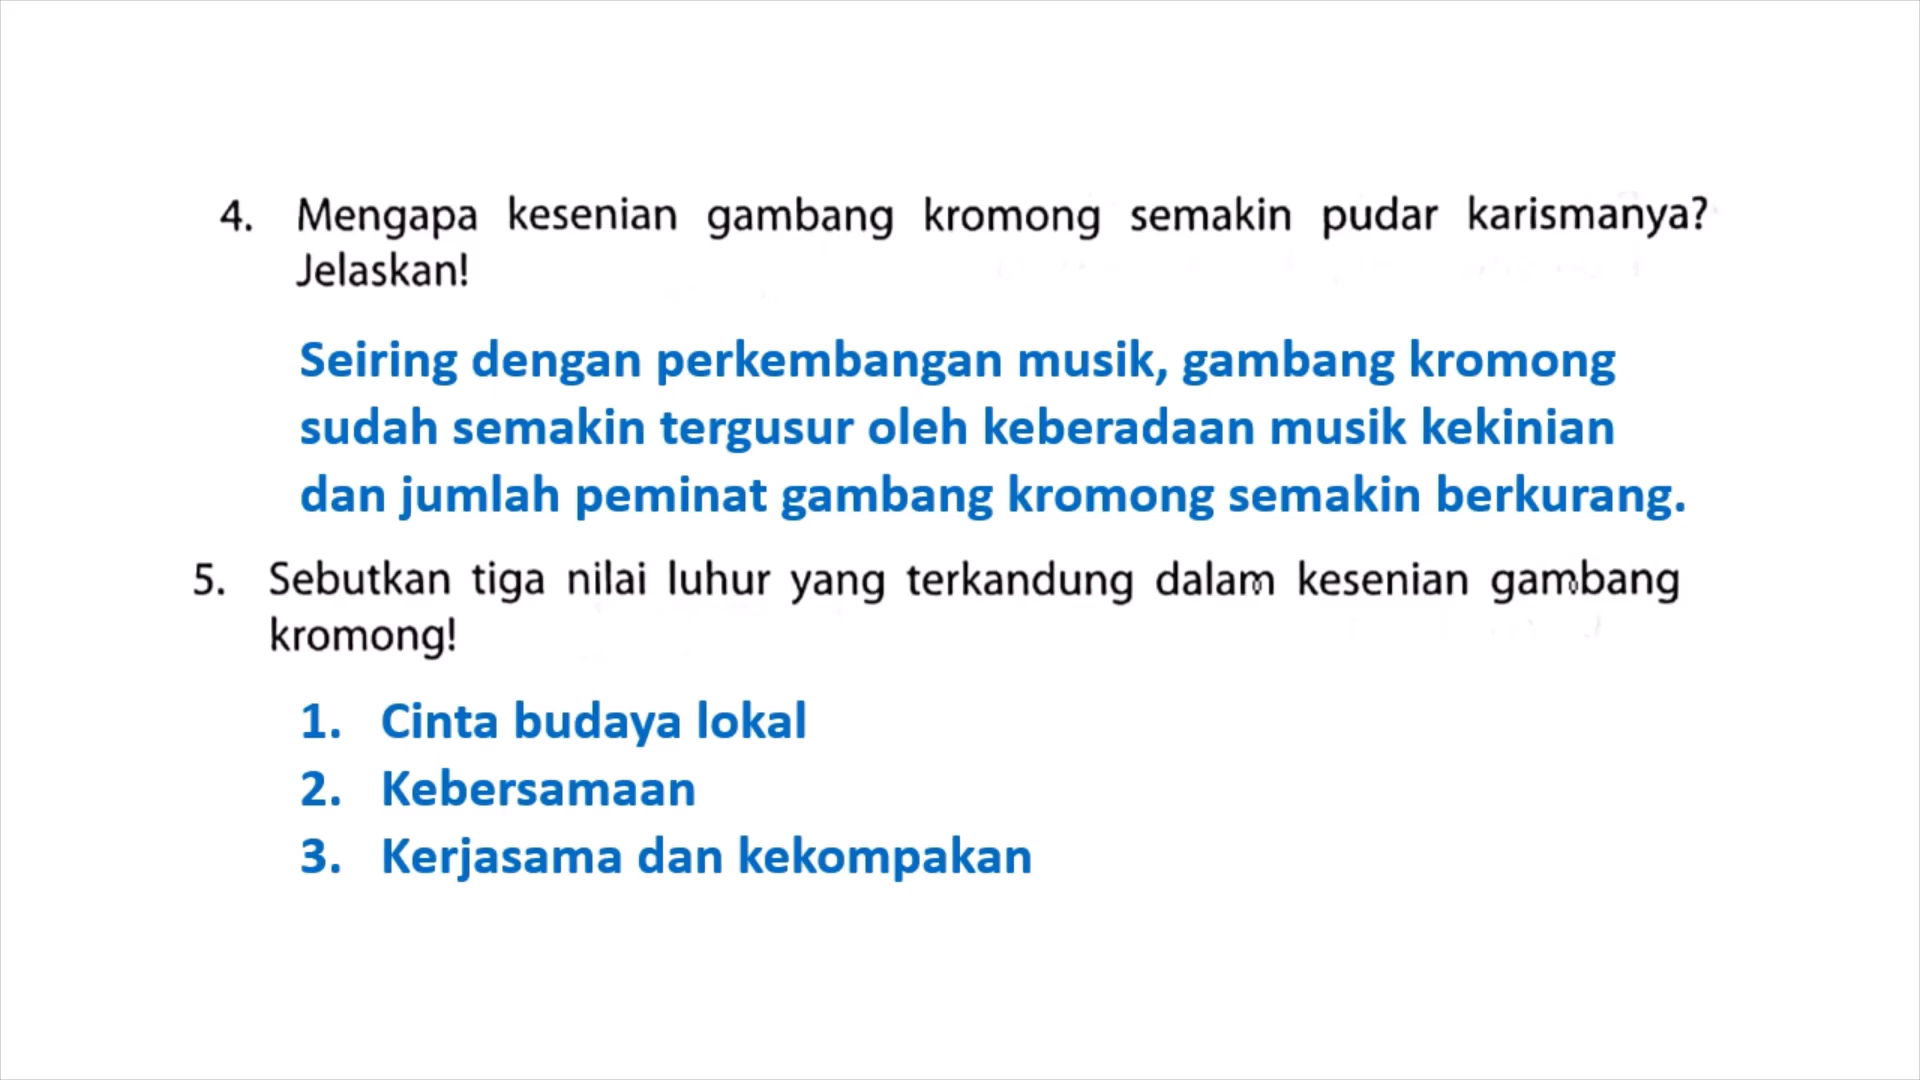 4. Mengapa kesenian gambang kromong semakin pudar karismanya?
Jelaskan!
Seiring dengan perkembangan musik, gambang kromong
sudah semakin tergusur oleh keberadaan musik kekinian
dan jumlah peminat gambang kromong semakin berkurang.
5. Sebutkan tiga nilai luhur yang terkandung dalam kesenian gambang
kromong!
1. Cinta budaya lokal
2. Kebersamaan
3. Kerjasama dan kekompakan